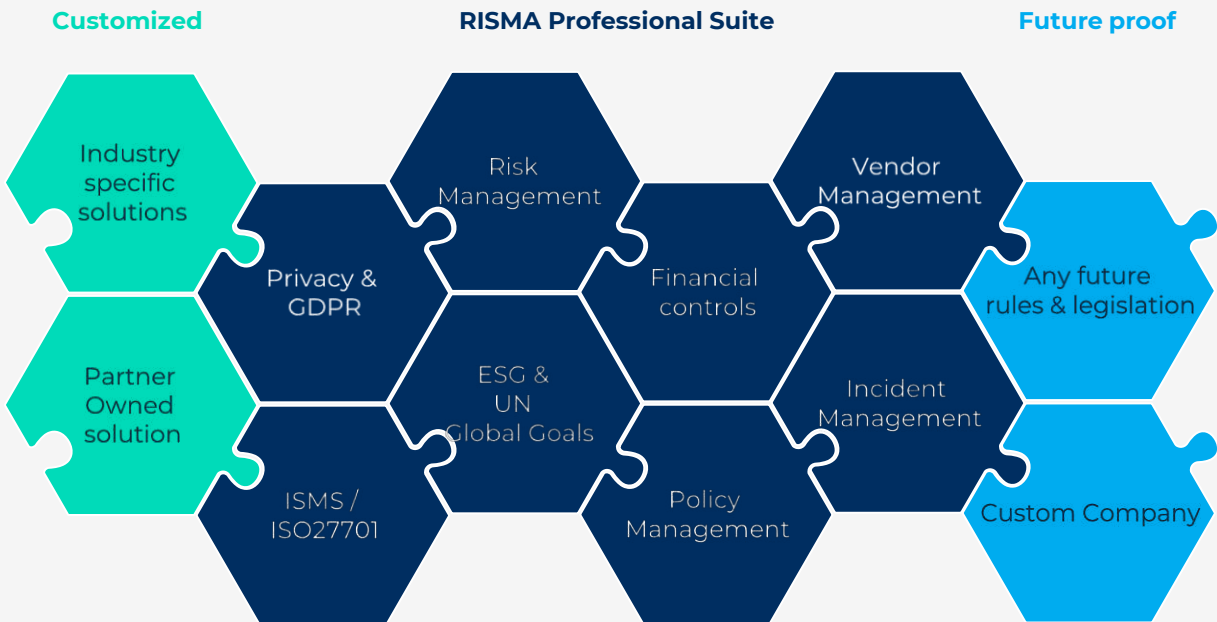 Customized
RISMA Professional Suite
Future proof
Industry
specific
solutions
Partner
Owned
solution
Privacy &
GDPR
ISMS /
ISO27701
Risk
Management
ESG &
UN
Global Goals
Financial
controls
Policy
Management
Vendor
Management
Incident
Management
Any future
rules & legislation
Custom Company